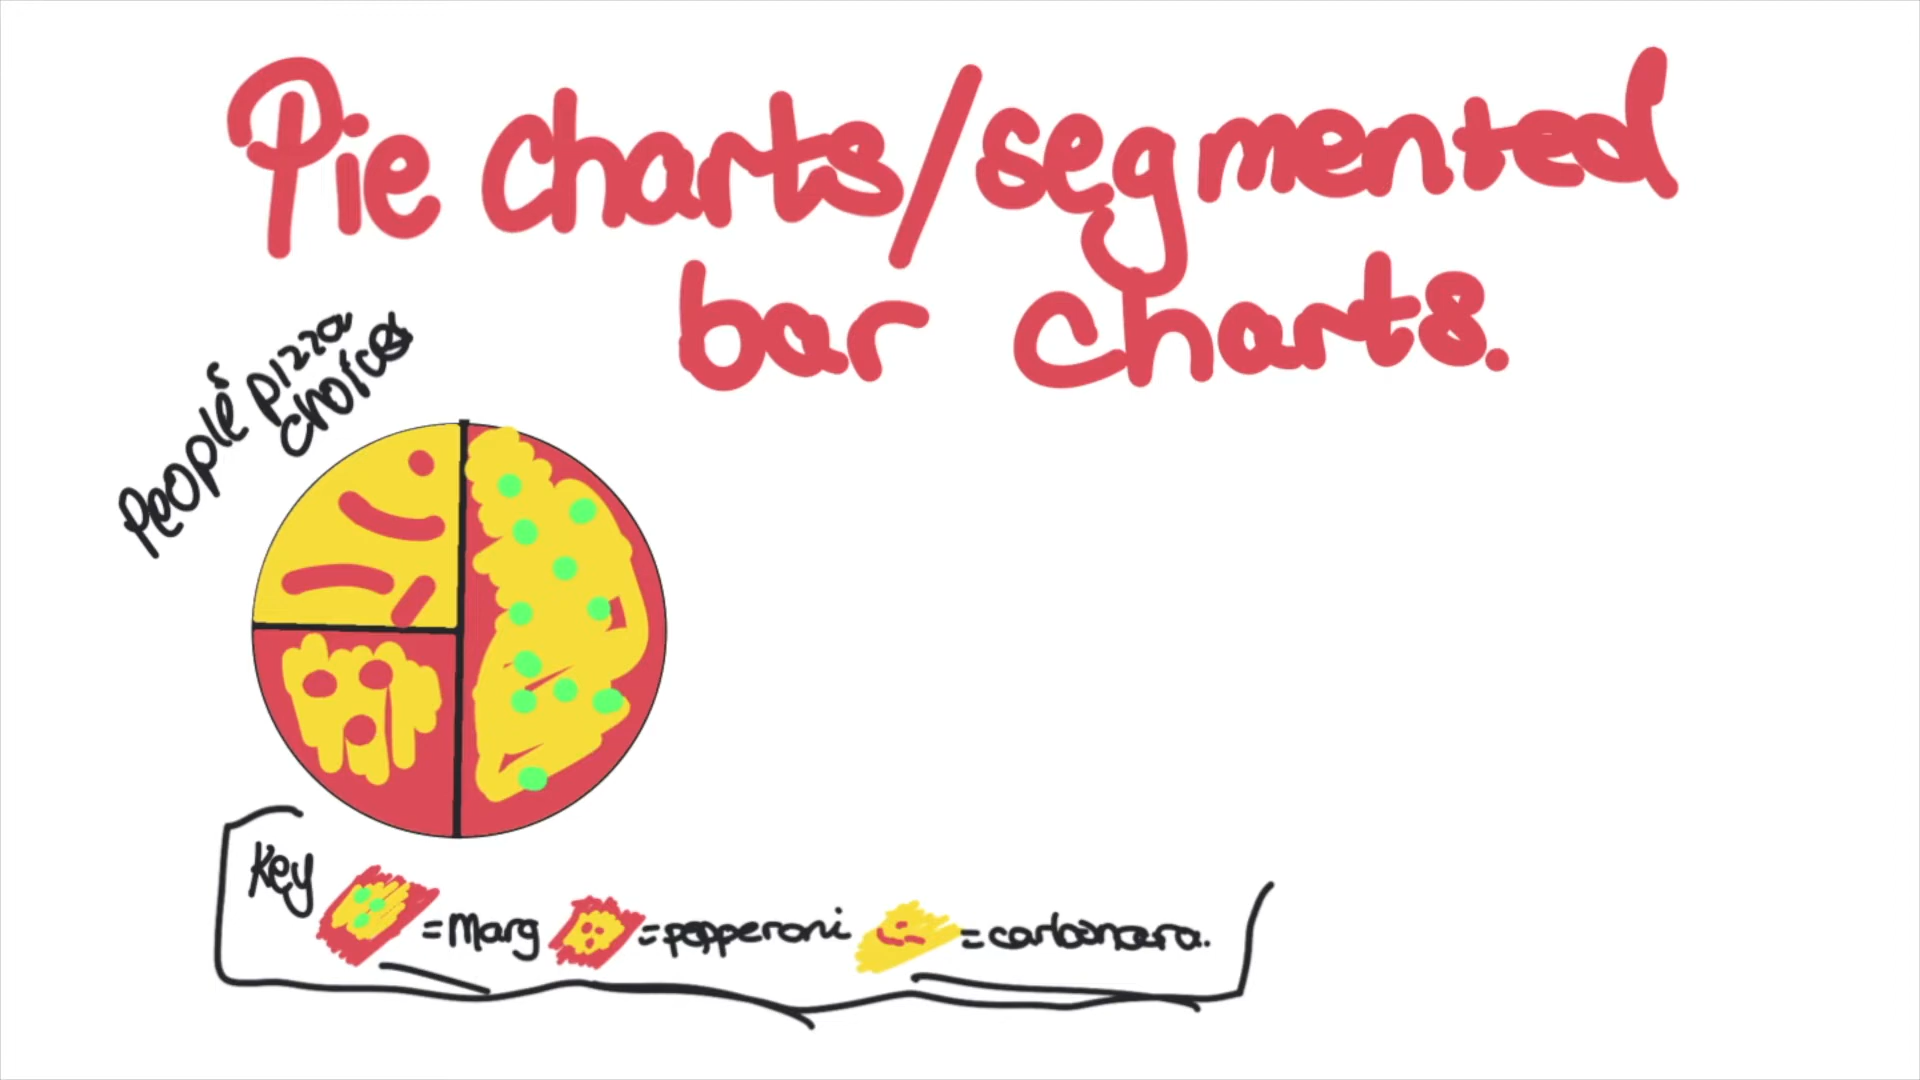 Pie charts/segmented
bar charts.
People's pizza
choices
Key
=Marg =pepperoni =carbonara.